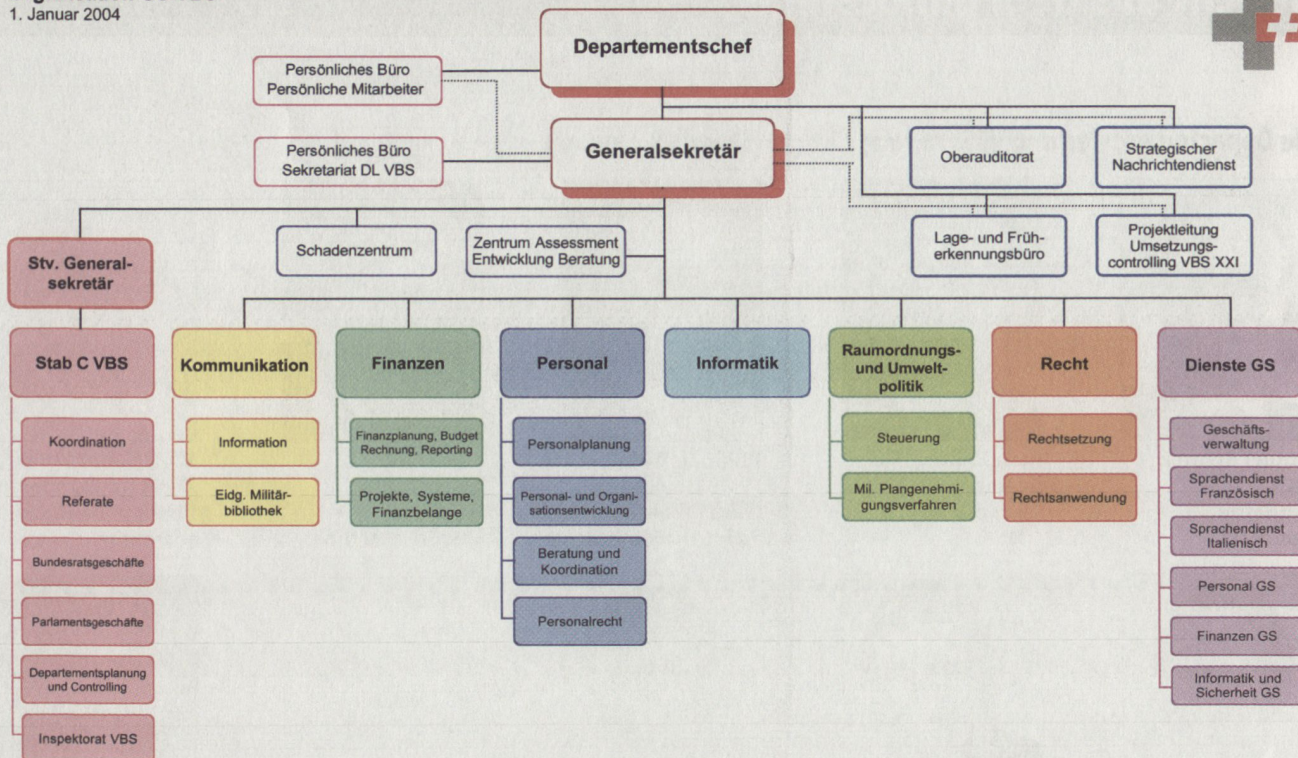 1. Januar 2004
Departementschef
Persönliches Büro
Persönliche Mitarbeiter
Generalsekretär
Persönliches Büro
Sekretariat DL VBS
Oberauditorat
Strategischer
Nachrichtendienst
Schadenzentrum
Zentrum Assessment
Entwicklung Beratung
Lage- und Früh-
erkennungsbüro
Projektleitung
Umsetzungs-
controlling VBS XXI
Stv. General-
sekretär
Stab C VBS
Koordination
Referate
Bundesratsgeschäfte
Parlamentsgeschäfte
Departementsplanung
und Controlling
Inspektorat VBS
Kommunikation
Information
Eidg. Militär-
bibliothek
Finanzen
Finanzplanung, Budget
Rechnung, Reporting
Projekte, Systeme,
Finanzbelange
Personal
Personalplanung
Personal- und Organi-
sationsentwicklung
Beratung und
Koordination
Personalrecht
Informatik
Raumordnungs-
und Umwelt-
politik
Steuerung
Mil. Plangenehmi-
gungsverfahren
Recht
Rechtsetzung
Rechtsanwendung
Dienste GS
Geschäfts-
verwaltung
Sprachendienst
Französisch
Sprachendienst
Italienisch
Personal GS
Finanzen GS
Informatik und
Sicherheit GS